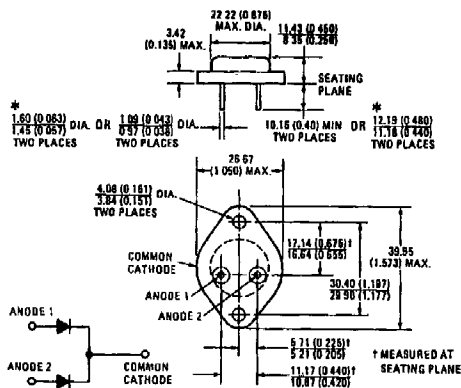 22.22 (0.875)
MAX. DIA.
3.42
(0.135) MAX.
11.43 (0.450)
6.35 (0.250)
SEATING
PLANE
*
1.60 (0.063)
1.45 (0.057) DIA. OR
TWO PLACES
1.09 (0.043)
0.97 (0.038) DIA.
TWO PLACES
10.16 (0.40) MIN OR
TWO PLACES
*
12.19 (0.480)
11.18 (0.440)
TWO PLACES
26.67
(1.050) MAX.
4.08 (0.161)
3.84 (0.151) DIA.
TWO PLACES
17.14 (0.675)†
16.64 (0.655)
39.95
(1.573) MAX.
COMMON
CATHODE
30.40 (1.197)
29.90 (1.177)
ANODE 1
ANODE 2
ANODE 1
ANODE 2
COMMON
CATHODE
5.71 (0.225)†
5.21 (0.205)
11.17 (0.440)†
10.67 (0.420)
† MEASURED AT
SEATING PLANE